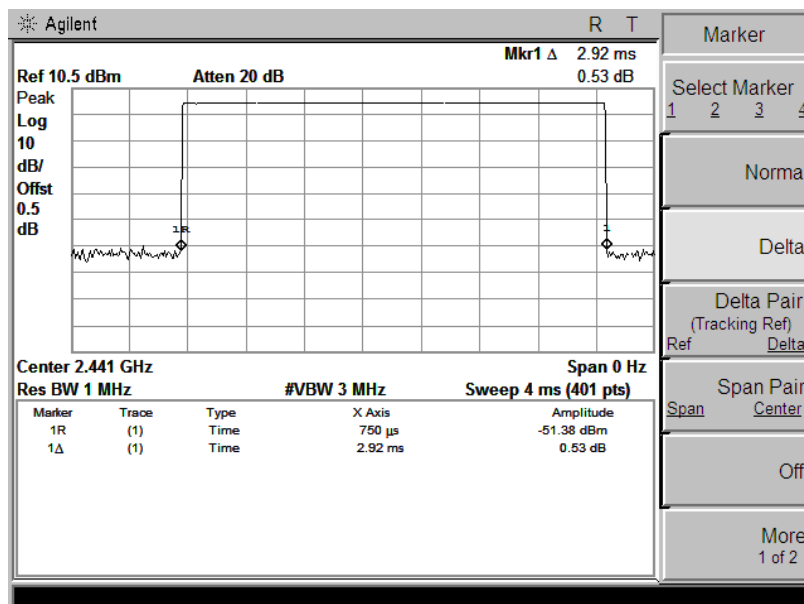 Agilent R T
Mkr1 Δ 2.92 ms
Ref 10.5 dBm Atten 20 dB 0.53 dB
Peak
Log
10
dB/
Offst
0.5
dB
1R
1
Center 2.441 GHz Span 0 Hz
Res BW 1 MHz #VBW 3 MHz Sweep 4 ms (401 pts)
Marker Trace Type X Axis Amplitude
1R (1) Time 750 µs -51.38 dBm
1Δ (1) Time 2.92 ms 0.53 dB
Marker
Select Marker
1 2 3 4
Norma
Delta
Delta Pair
(Tracking Ref)
Ref Delta
Span Pair
Span Center
Off
More
1 of 2